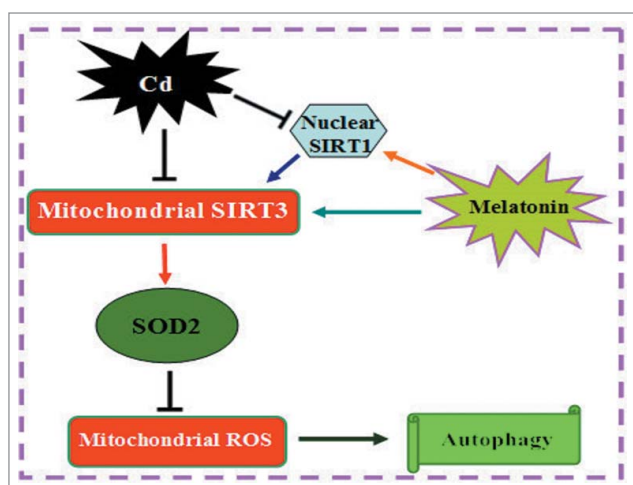 Cd
Nuclear
SIRT1
Melatonin
Mitochondrial SIRT3
SOD2
Mitochondrial ROS
Autophagy